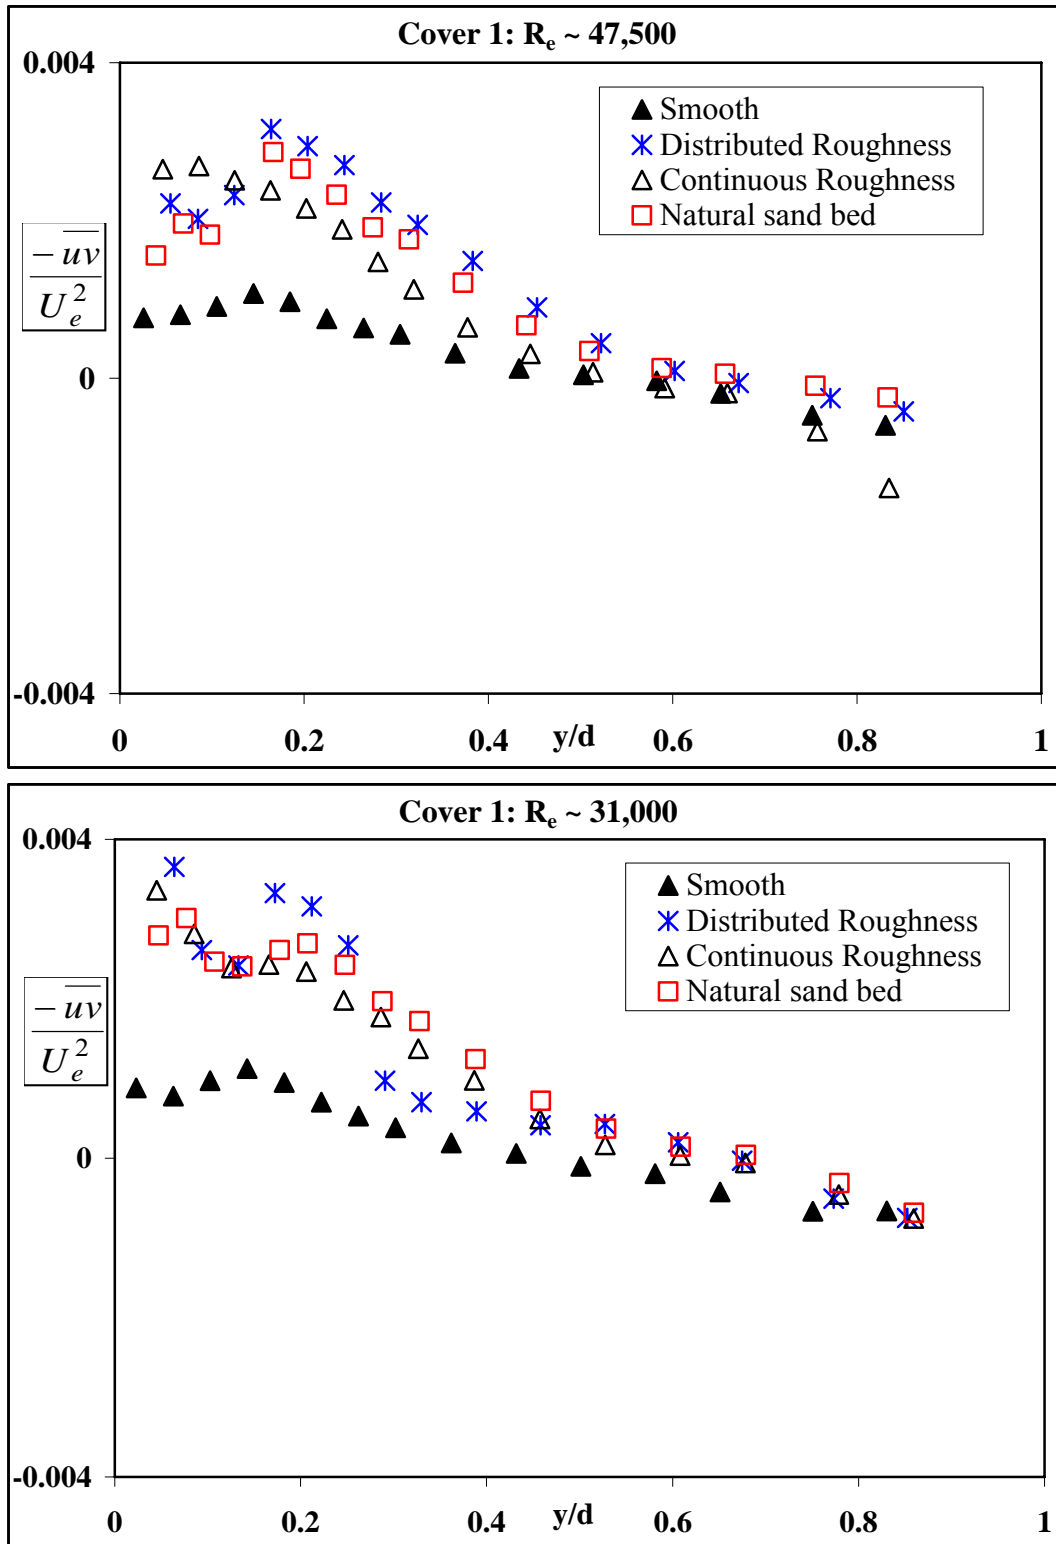 Cover 1: Re ~ 47,500
0.004
Smooth
Distributed Roughness
Continuous Roughness
Natural sand bed
-uv
Ue2
0
-0.004
0 0.2 0.4 y/d 0.6 0.8 1
Cover 1: Re ~ 31,000
0.004
Smooth
Distributed Roughness
Continuous Roughness
Natural sand bed
-uv
Ue2
0
-0.004
0 0.2 0.4 y/d 0.6 0.8 1